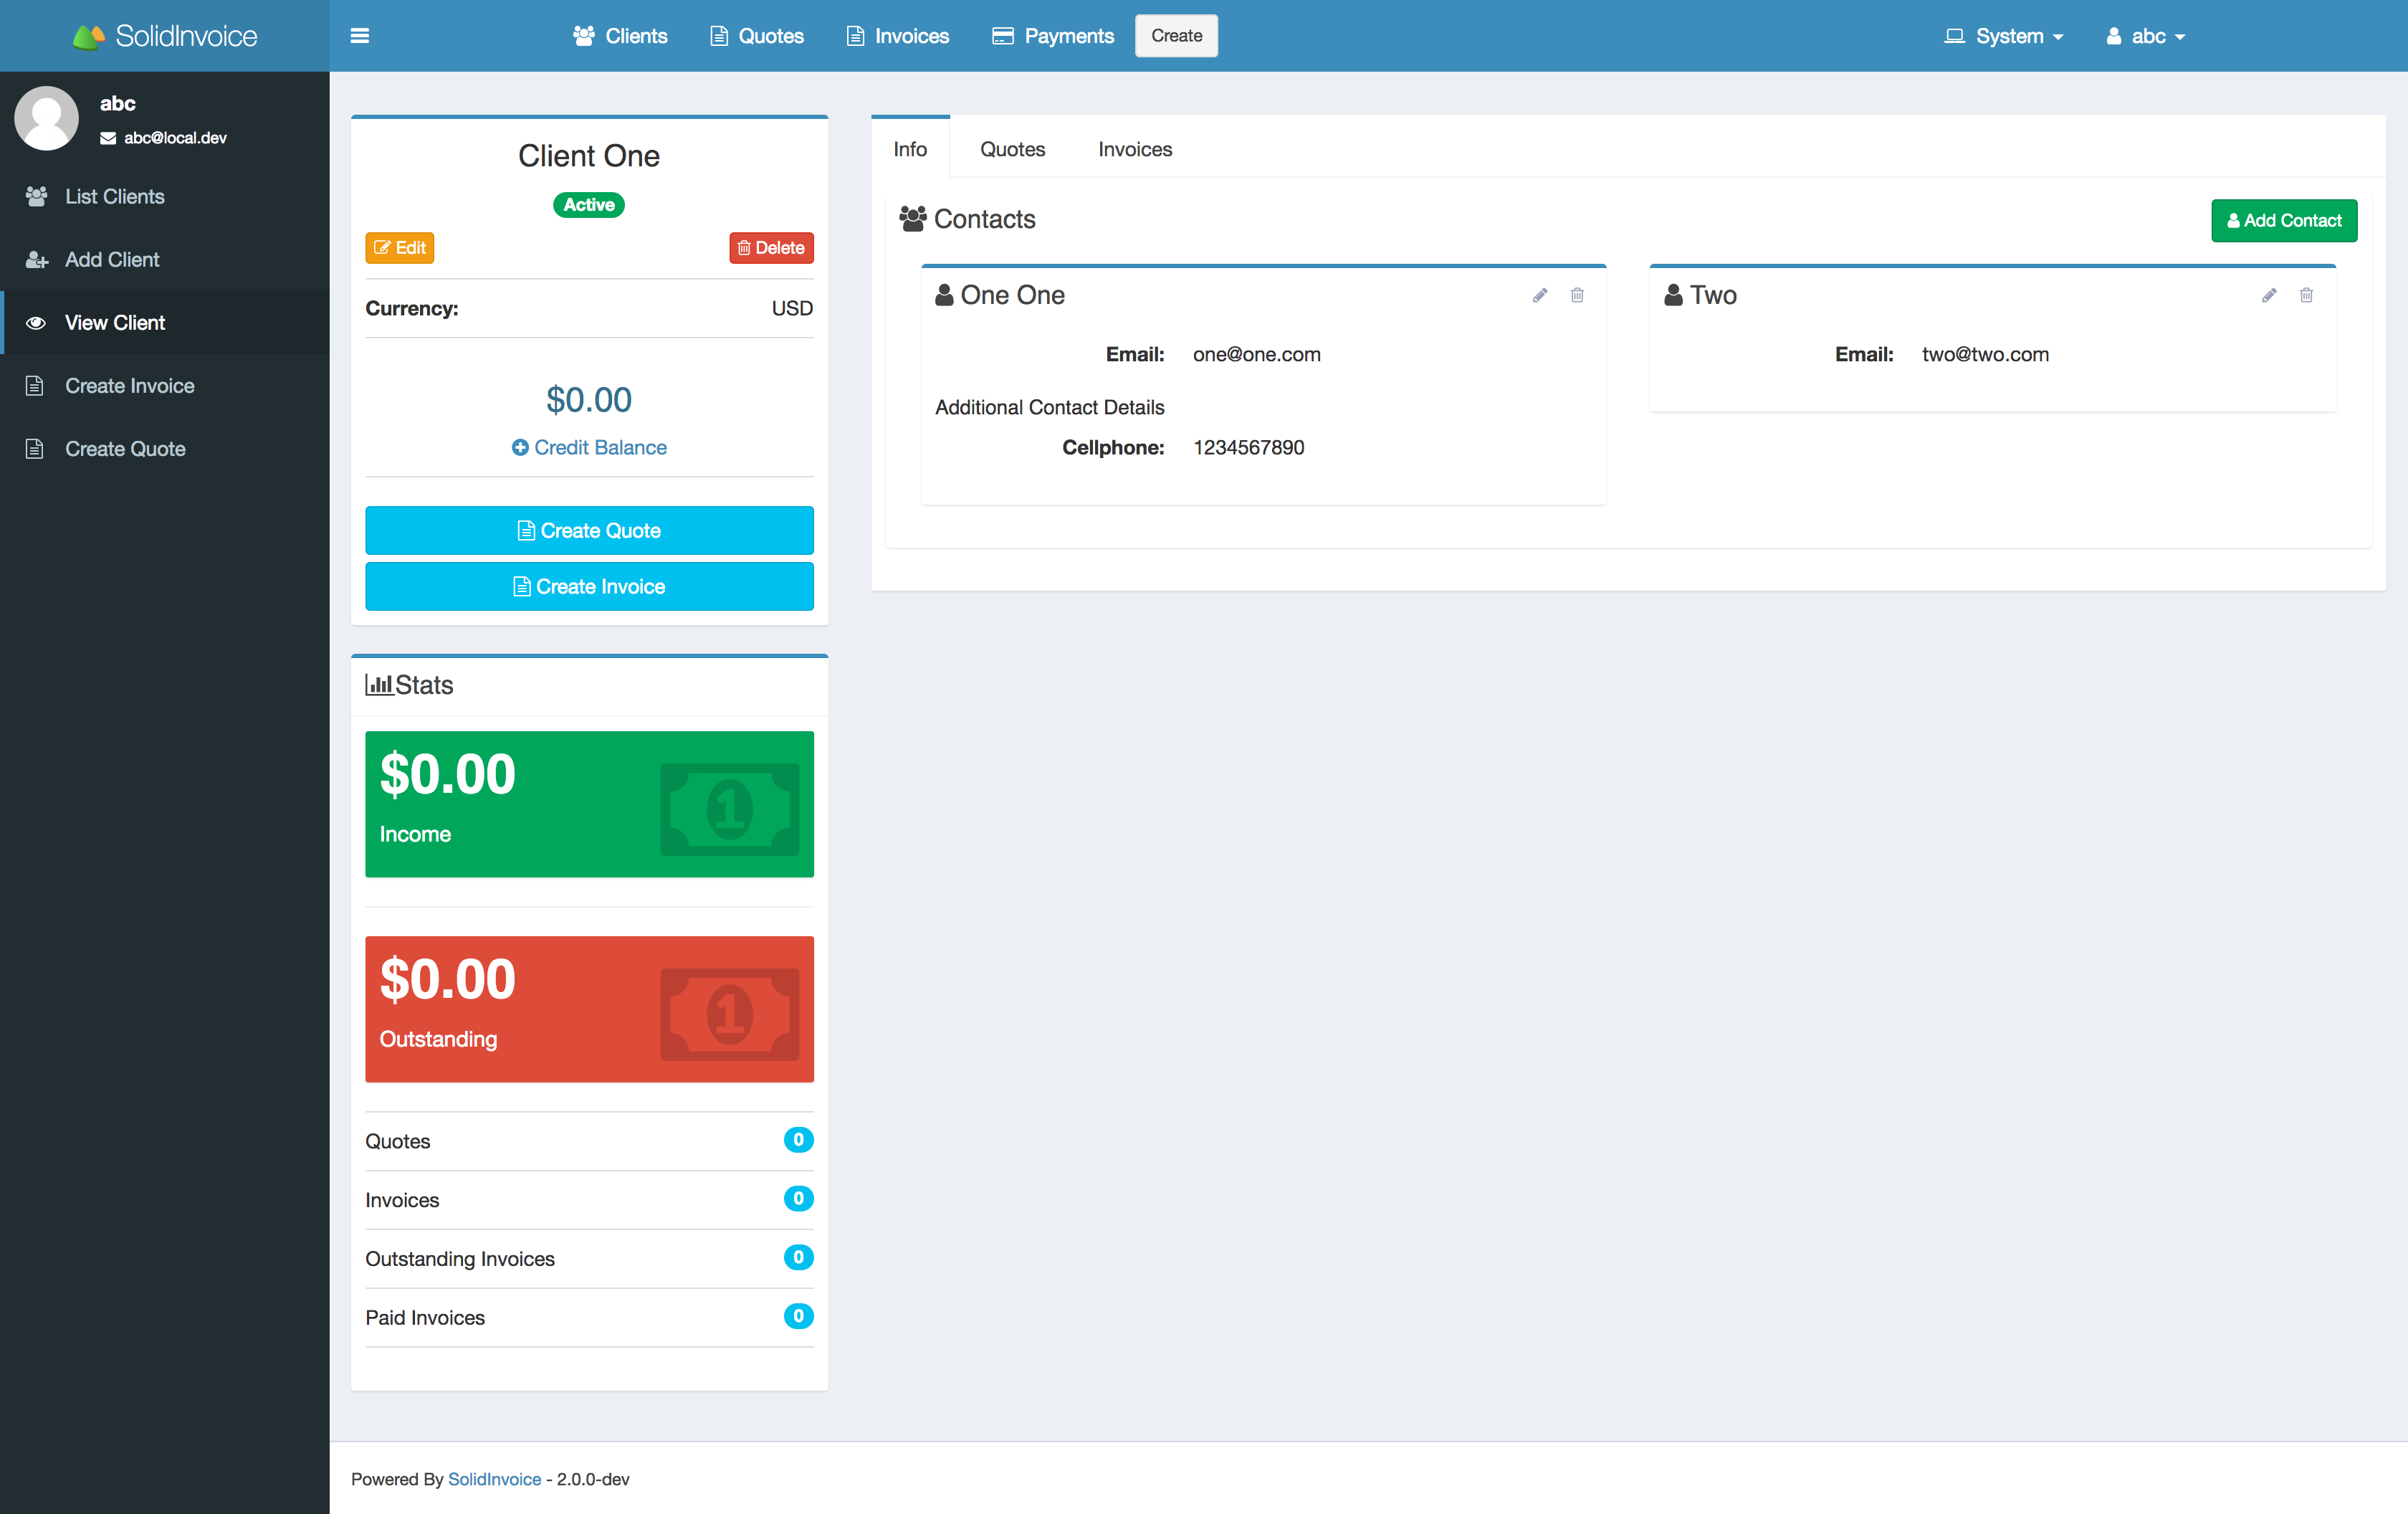 SolidInvoice
Clients
Quotes
Invoices
Payments
Create
System
abc
abc
abc@local.dev
List Clients
Add Client
View Client
Create Invoice
Create Quote
Client One
Active
Edit
Delete
Currency: USD
$0.00
Credit Balance
Create Quote
Create Invoice
Stats
$0.00
Income
$0.00
Outstanding
Quotes 0
Invoices 0
Outstanding Invoices 0
Paid Invoices 0
Info
Quotes
Invoices
Contacts
Add Contact
One One
Email: one@one.com
Additional Contact Details
Cellphone: 1234567890
Two
Email: two@two.com
Powered By SolidInvoice - 2.0.0-dev